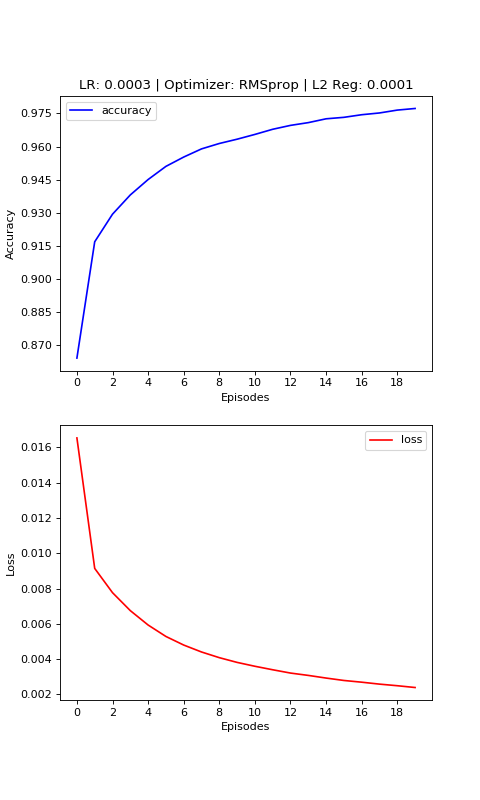 LR: 0.0003 | Optimizer: RMSprop | L2 Reg: 0.0001
accuracy
0.975
0.960
0.945
0.930
0.915
0.900
0.885
0.870
Accuracy
0 2 4 6 8 10 12 14 16 18
Episodes
loss
0.016
0.014
0.012
0.010
0.008
0.006
0.004
0.002
Loss
0 2 4 6 8 10 12 14 16 18
Episodes